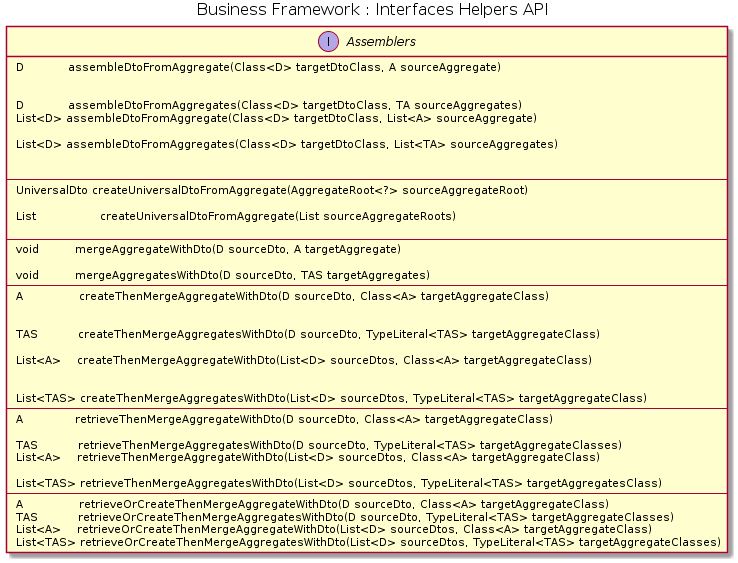 Business Framework : Interfaces Helpers API
I Assemblers
D assembleDtoFromAggregate(Class<D> targetDtoClass, A sourceAggregate)
D assembleDtoFromAggregates(Class<D> targetDtoClass, TA sourceAggregates)
List<D> assembleDtoFromAggregate(Class<D> targetDtoClass, List<A> sourceAggregate)
List<D> assembleDtoFromAggregates(Class<D> targetDtoClass, List<TA> sourceAggregates)
UniversalDto createUniversalDtoFromAggregate(AggregateRoot<?> sourceAggregateRoot)
List createUniversalDtoFromAggregate(List sourceAggregateRoots)
void mergeAggregateWithDto(D sourceDto, A targetAggregate)
void mergeAggregatesWithDto(D sourceDto, TAS targetAggregates)
A createThenMergeAggregateWithDto(D sourceDto, Class<A> targetAggregateClass)
TAS createThenMergeAggregatesWithDto(D sourceDto, TypeLiteral<TAS> targetAggregateClass)
List<A> createThenMergeAggregateWithDto(List<D> sourceDtos, Class<A> targetAggregateClass)
List<TAS> createThenMergeAggregatesWithDto(List<D> sourceDtos, TypeLiteral<TAS> targetAggregateClass)
A retrieveThenMergeAggregateWithDto(D sourceDto, Class<A> targetAggregateClass)
TAS retrieveThenMergeAggregatesWithDto(D sourceDto, TypeLiteral<TAS> targetAggregateClasses)
List<A> retrieveThenMergeAggregateWithDto(List<D> sourceDtos, Class<A> targetAggregateClass)
List<TAS> retrieveThenMergeAggregatesWithDto(List<D> sourceDtos, TypeLiteral<TAS> targetAggregatesClass)
A retrieveOrCreateThenMergeAggregateWithDto(D sourceDto, Class<A> targetAggregateClass)
TAS retrieveOrCreateThenMergeAggregatesWithDto(D sourceDto, TypeLiteral<TAS> targetAggregateClasses)
List<A> retrieveOrCreateThenMergeAggregateWithDto(List<D> sourceDtos, Class<A> targetAggregateClass)
List<TAS> retrieveOrCreateThenMergeAggregatesWithDto(List<D> sourceDtos, TypeLiteral<TAS> targetAggregateClasses)